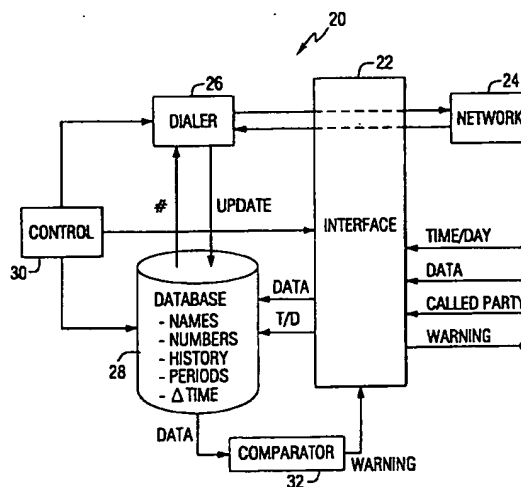 20
22
24
26
DIALER
NETWORK
#
UPDATE
CONTROL
30
INTERFACE
TIME/DAY
DATA
CALLED PARTY
WARNING
DATABASE
- NAMES
- NUMBERS
- HISTORY
- PERIODS
- Δ TIME
28
DATA
T/D
DATA
COMPARATOR
32
WARNING